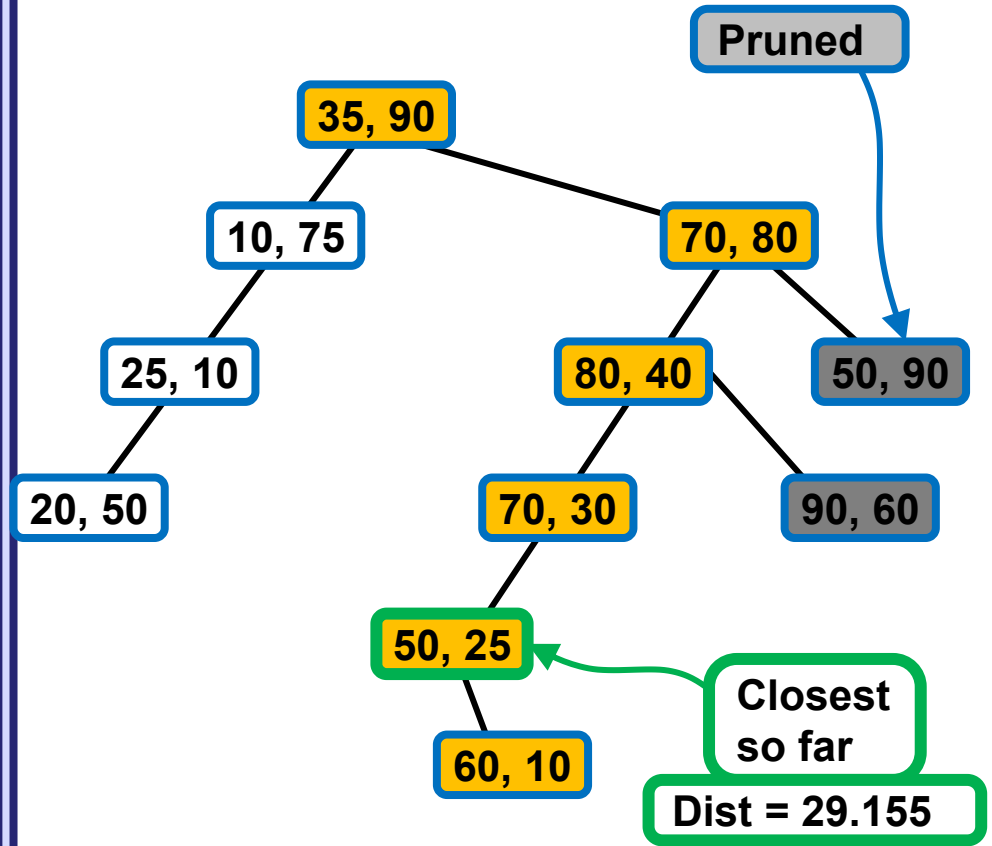 Pruned
35, 90
10, 75
70, 80
25, 10
80, 40
50, 90
20, 50
70, 30
90, 60
50, 25
Closest
so far
60, 10
Dist = 29.155